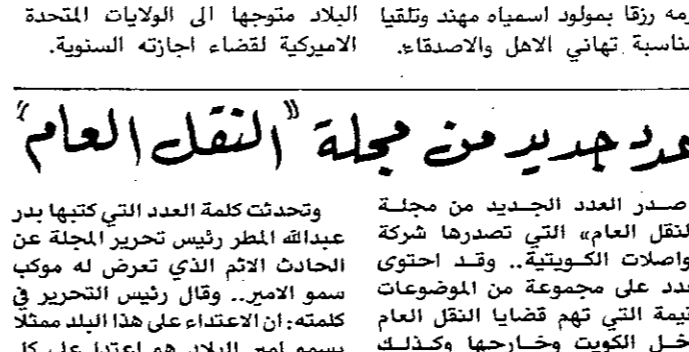 رمه رزقا بمولود اسمياه مهند وتلقيا
مناسبة تهاني الاهل والاصدقاء.
البلاد متوجها الى الولايات المتحدة
الاميركية لقضاء اجازته السنوية.
عدد جديد من مجلة "النقل العام"
صدر العدد الجديد من مجلة
لنقل العام» التي تصدرها شركة
واصلات الكويتية.. وقد احتوى
عدد على مجموعة من الموضوعات
قيمة التي تهم قضايا النقل العام
خل الكويت وخارجها وكذلك
وتحدثت كلمة العدد التي كتبها بدر
عبدالله المطر رئيس تحرير المجلة عن
الحادث الاثم الذي تعرض له موكب
سمو الامير.. وقال رئيس التحرير في
كلمته: ان الاعتداء على هذا البلد ممثلا
بسمو امير البلاد هو اعتداء على كل